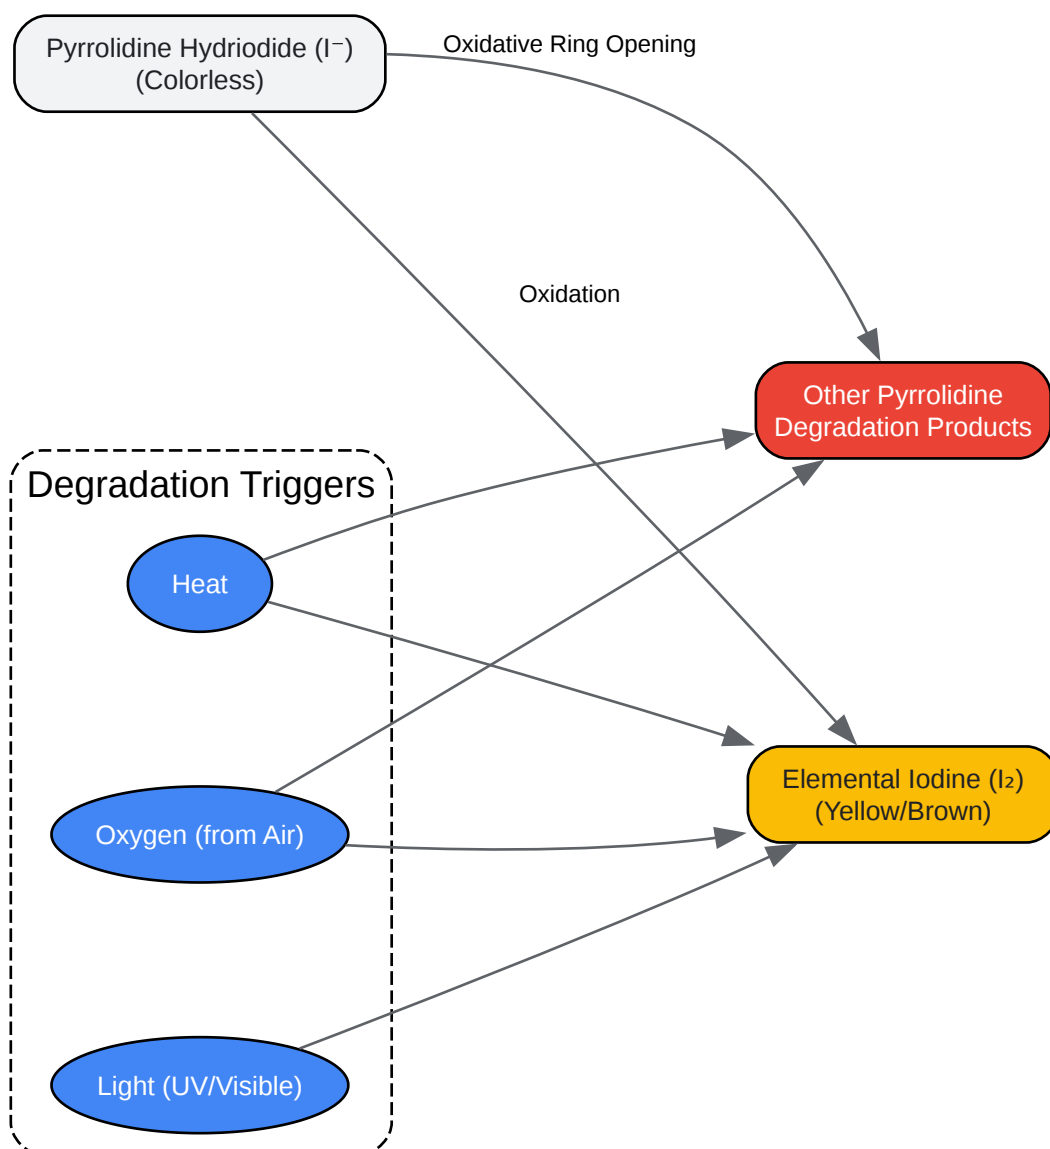 Pyrrolidine Hydriodide (I⁻)
(Colorless)
Oxidative Ring Opening
Oxidation
Other Pyrrolidine
Degradation Products
Degradation Triggers
Heat
Elemental Iodine (I₂)
(Yellow/Brown)
Oxygen (from Air)
Light (UV/Visible)